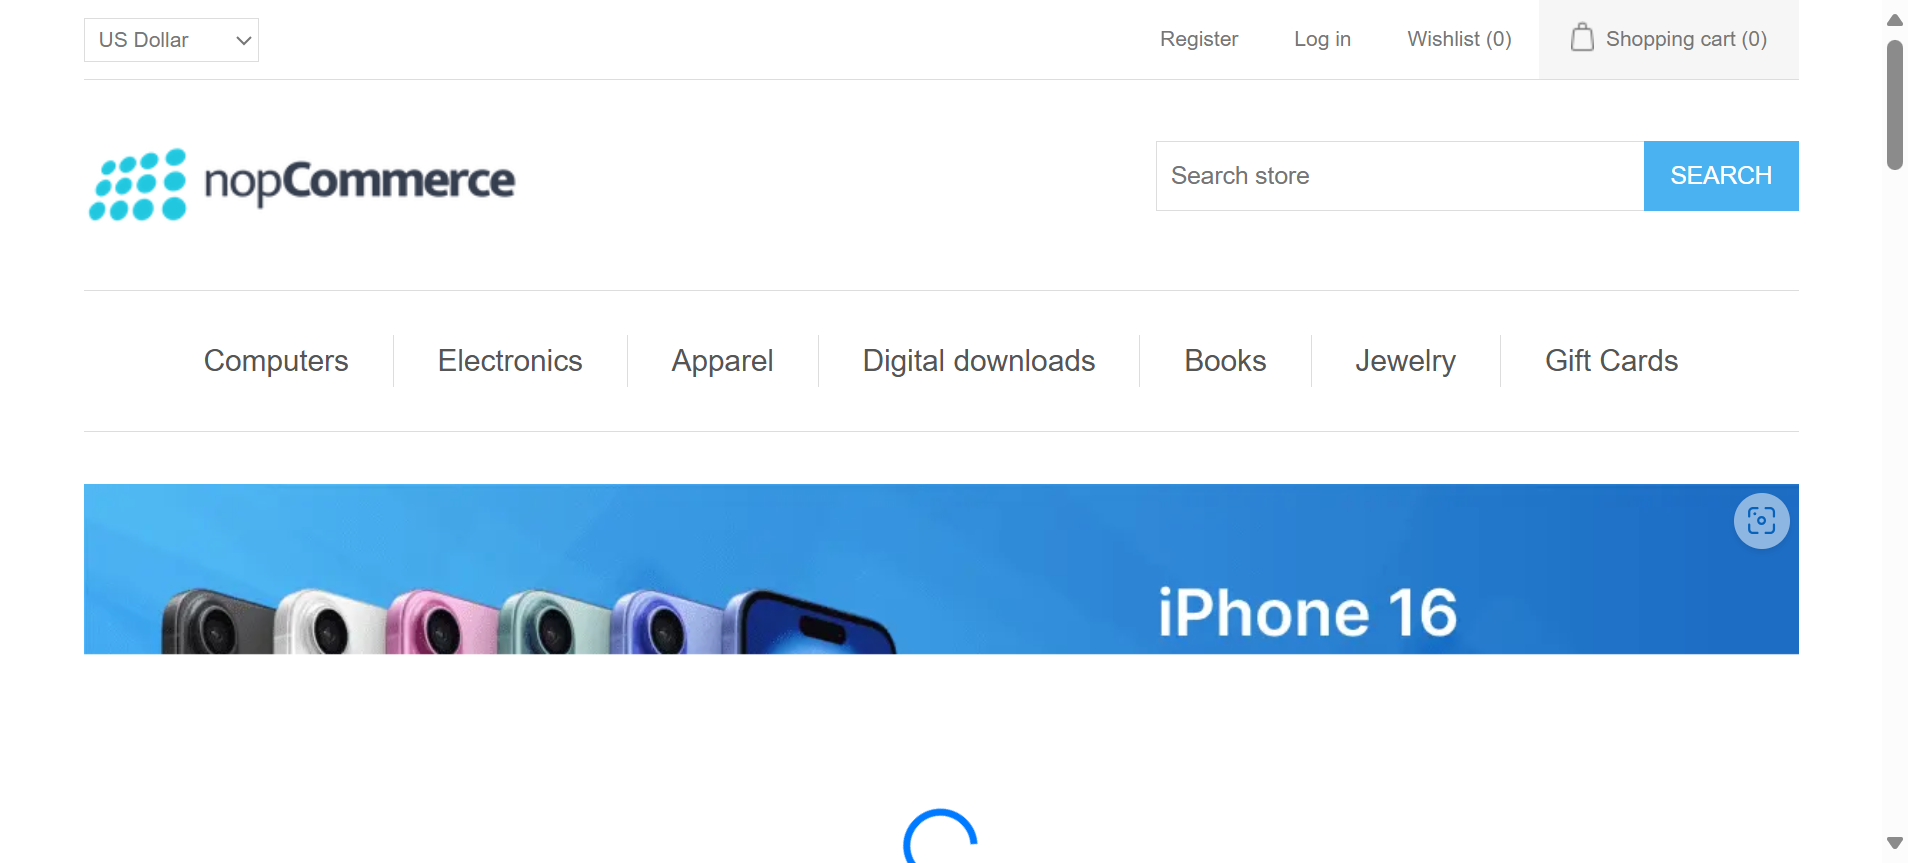 US Dollar
Register
Log in
Wishlist (0)
Shopping cart (0)
nopCommerce
Search store
SEARCH
Computers
Electronics
Apparel
Digital downloads
Books
Jewelry
Gift Cards
iPhone 16